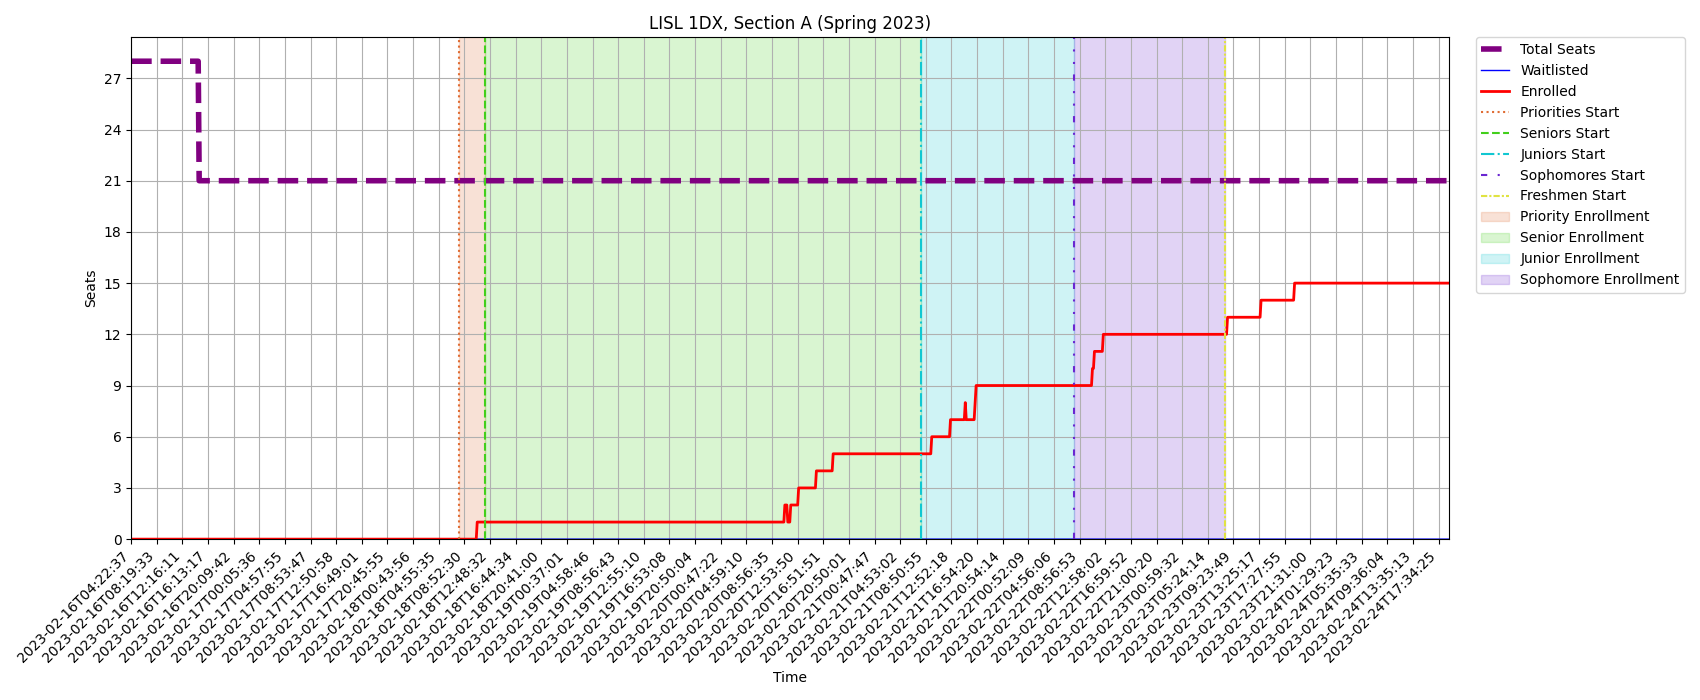 LISL 1DX, Section A (Spring 2023)
Seats
27
24
21
18
15
12
9
6
3
0
2023-02-16T04:22:37
2023-02-16T08:19:33
2023-02-16T12:16:11
2023-02-16T16:13:17
2023-02-16T20:09:42
2023-02-17T00:05:36
2023-02-17T04:57:55
2023-02-17T08:53:47
2023-02-17T12:50:58
2023-02-17T16:49:01
2023-02-17T20:45:55
2023-02-18T00:43:56
2023-02-18T04:55:35
2023-02-18T08:52:30
2023-02-18T12:48:32
2023-02-18T16:44:34
2023-02-18T20:41:00
2023-02-19T00:37:01
2023-02-19T04:58:46
2023-02-19T08:56:43
2023-02-19T12:55:10
2023-02-19T16:53:08
2023-02-19T20:50:04
2023-02-20T00:47:22
2023-02-20T04:59:10
2023-02-20T08:56:35
2023-02-20T12:53:50
2023-02-20T16:51:51
2023-02-20T20:50:01
2023-02-21T00:47:47
2023-02-21T04:53:02
2023-02-21T08:50:55
2023-02-21T12:52:18
2023-02-21T16:54:20
2023-02-21T20:54:14
2023-02-22T00:52:09
2023-02-22T04:56:06
2023-02-22T08:56:53
2023-02-22T12:58:02
2023-02-22T16:59:52
2023-02-22T21:00:20
2023-02-23T00:59:32
2023-02-23T05:24:14
2023-02-23T09:23:49
2023-02-23T13:25:17
2023-02-23T17:27:55
2023-02-23T21:31:00
2023-02-24T01:29:23
2023-02-24T05:35:33
2023-02-24T09:36:04
2023-02-24T13:35:13
2023-02-24T17:34:25
Time
Total Seats
Waitlisted
Enrolled
Priorities Start
Seniors Start
Juniors Start
Sophomores Start
Freshmen Start
Priority Enrollment
Senior Enrollment
Junior Enrollment
Sophomore Enrollment